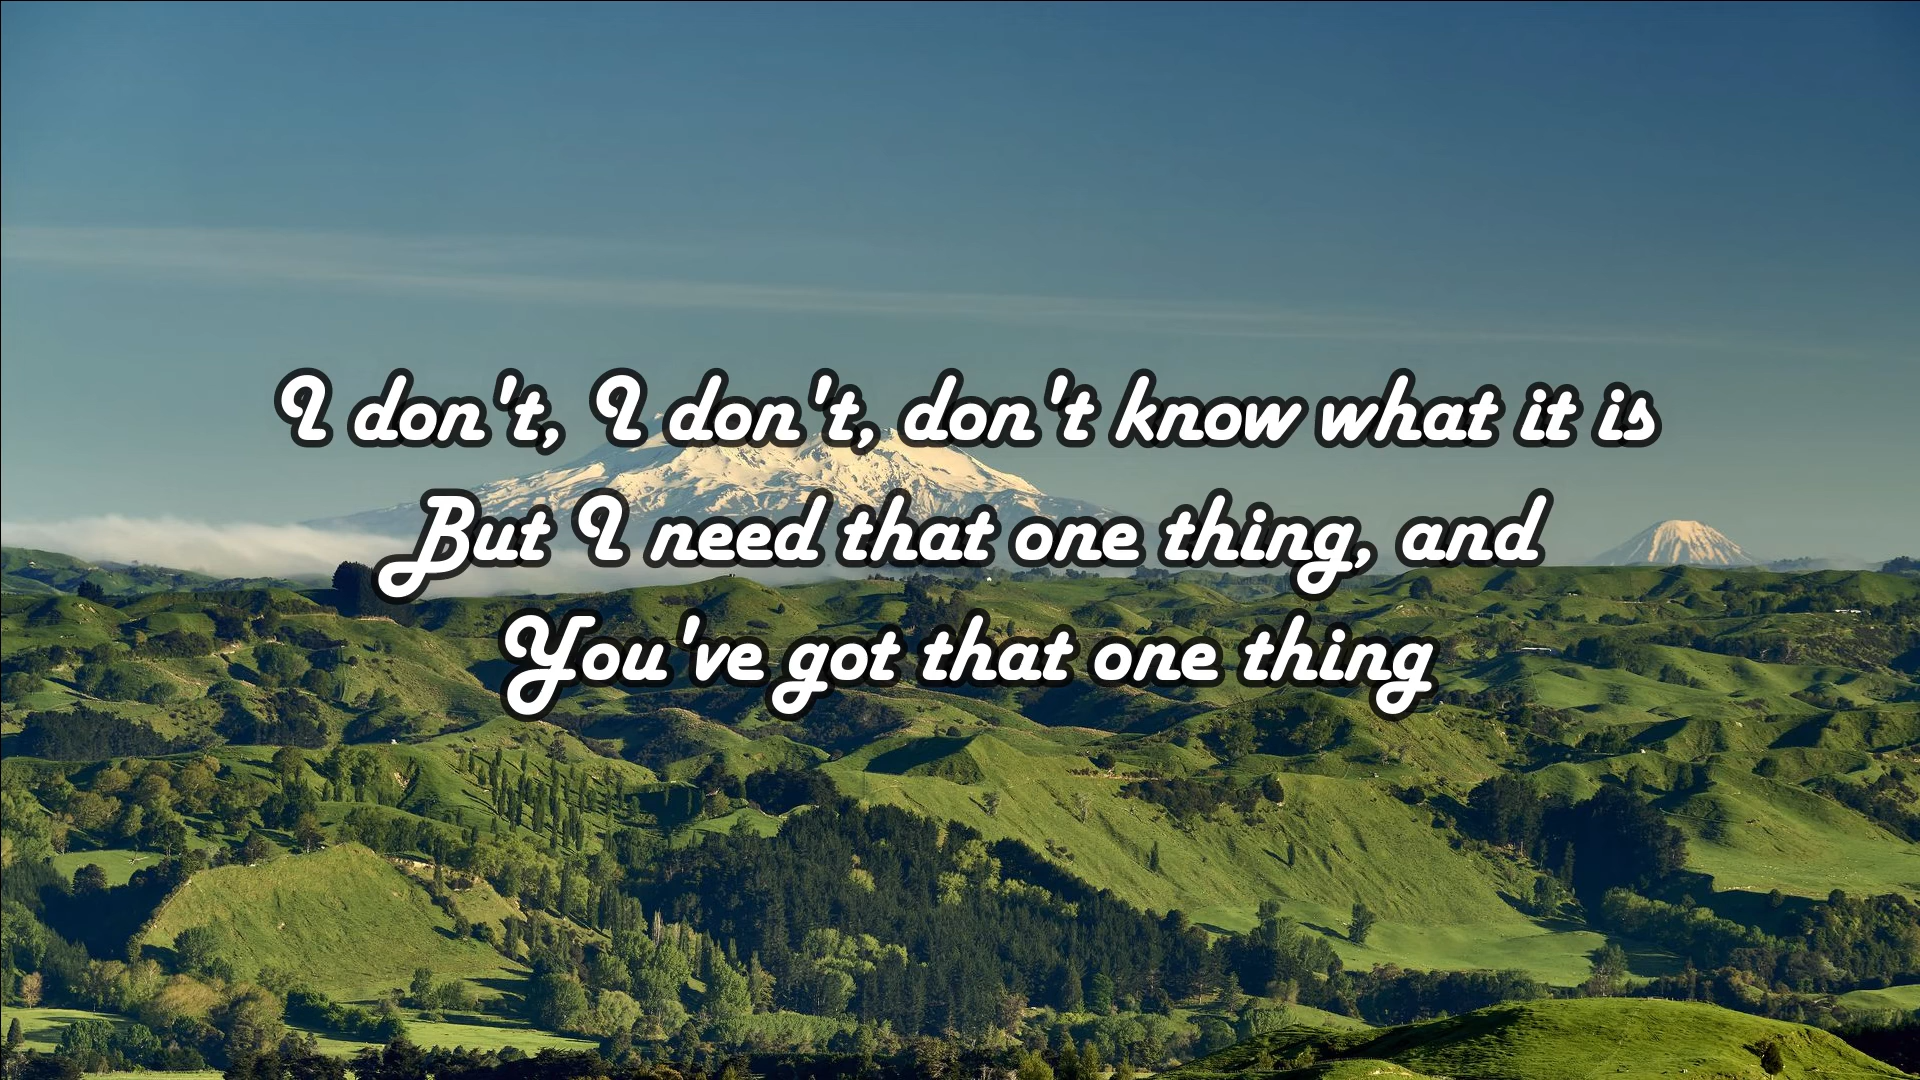 I don't, I don't, don't know what it is
But I need that one thing, and
You've got that one thing